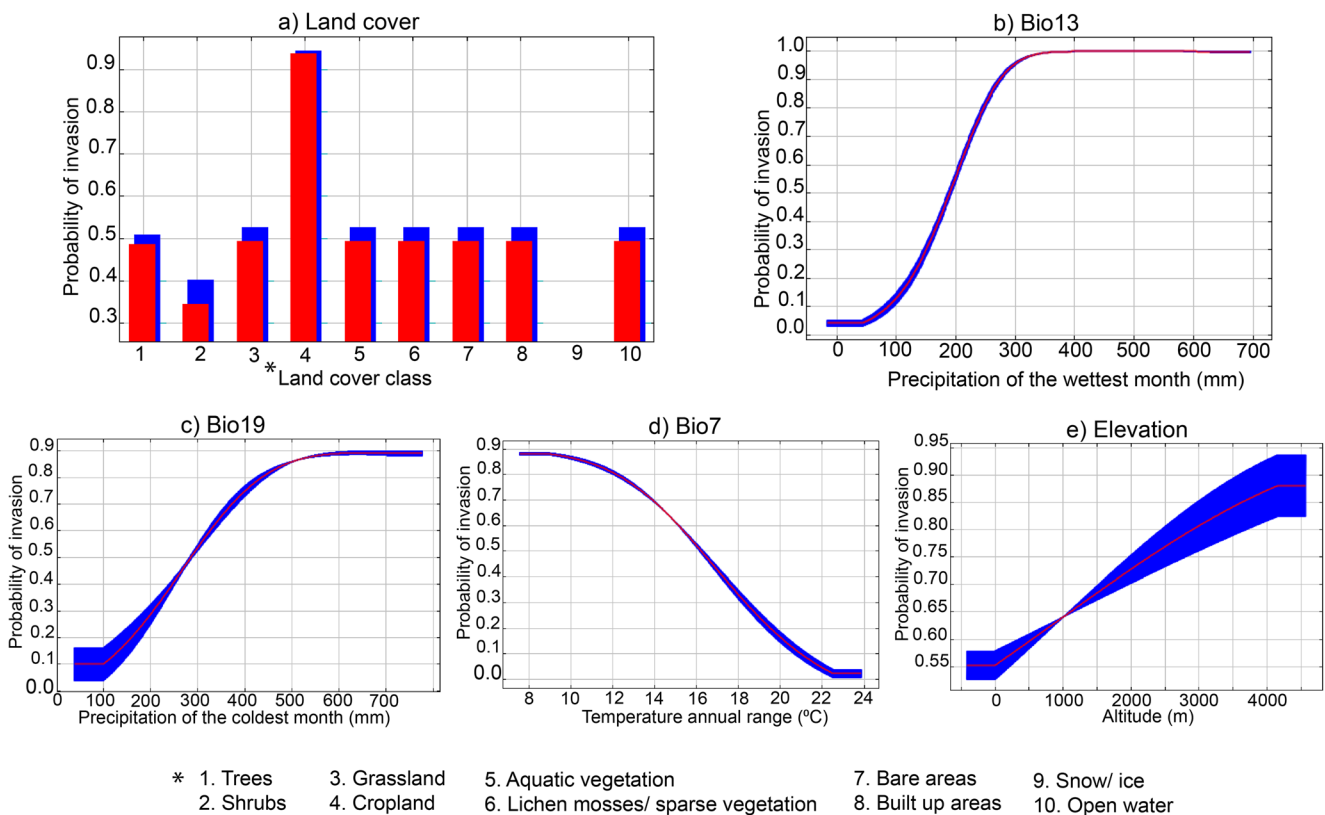 a) Land cover
Probability of invasion
0.9
0.9
0.8
0.7
0.6
0.5
0.4
0.3
1 2 3 4 5 6 7 8 9 10
* Land cover class
b) Bio13
Probability of invasion
1.0
0.9
0.8
0.7
0.6
0.5
0.4
0.3
0.2
0.1
0.0
0 100 200 300 400 500 600 700
Precipitation of the wettest month (mm)
c) Bio19
Probability of invasion
0.9
0.8
0.7
0.6
0.5
0.4
0.3
0.2
0.1
0.0
0 100 200 300 400 500 600 700
Precipitation of the coldest month (mm)
d) Bio7
Probability of invasion
0.9
0.8
0.7
0.6
0.5
0.4
0.3
0.2
0.1
0.0
8 10 12 14 16 18 20 22 24
Temperature annual range (ºC)
e) Elevation
Probability of invasion
0.95
0.90
0.85
0.80
0.75
0.70
0.65
0.60
0.55
0 1000 2000 3000 4000
Altitude (m)
* 1. Trees 3. Grassland 5. Aquatic vegetation 7. Bare areas 9. Snow/ ice
2. Shrubs 4. Cropland 6. Lichen mosses/ sparse vegetation 8. Built up areas 10. Open water